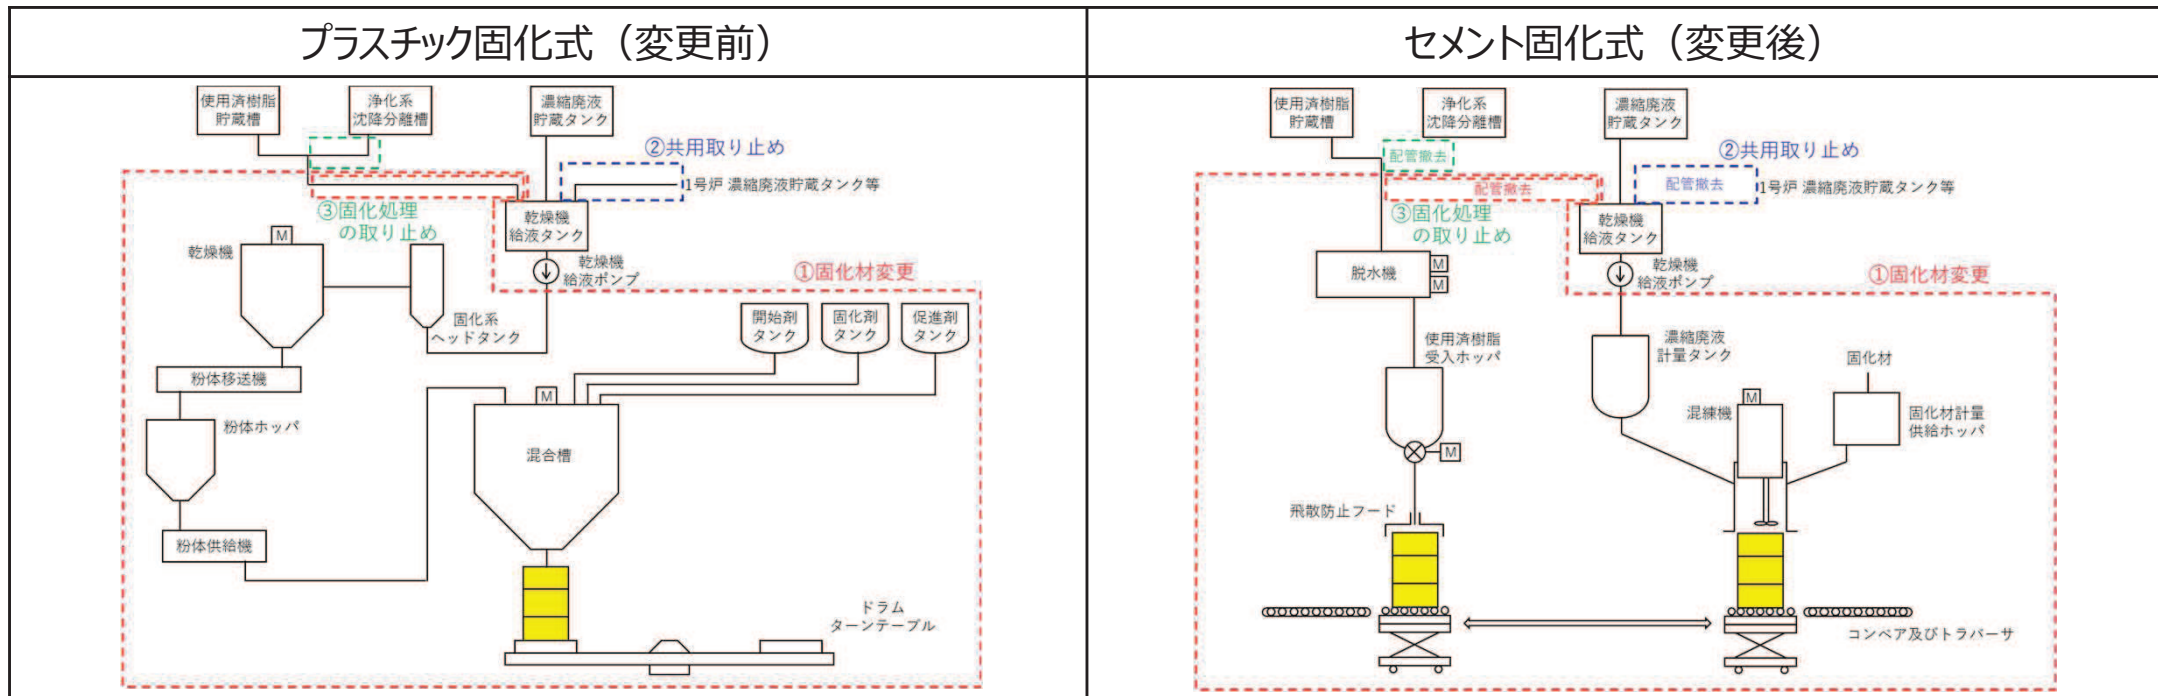 プラスチック固化式（変更前）
使用済樹脂
貯蔵槽
浄化系
沈降分離槽
濃縮廃液
貯蔵タンク
②共用取り止め
1号炉 濃縮廃液貯蔵タンク等
③固化処理
の取り止め
乾燥機
給液タンク
M
乾燥機
乾燥機
給液ポンプ
①固化材変更
固化系
ヘッドタンク
開始剤
タンク
固化剤
タンク
促進剤
タンク
粉体移送機
M
粉体ホッパ
混合槽
粉体供給機
ドラム
ターンテーブル
セメント固化式（変更後）
使用済樹脂
貯蔵槽
浄化系
沈降分離槽
濃縮廃液
貯蔵タンク
配管撤去
②共用取り止め
配管撤去
配管撤去
1号炉 濃縮廃液貯蔵タンク等
③固化処理
の取り止め
乾燥機
給液タンク
脱水機
M
M
乾燥機
給液ポンプ
①固化材変更
使用済樹脂
受入ホッパ
濃縮廃液
計量タンク
固化材
M
混練機
固化材計量
供給ホッパ
M
飛散防止フード
コンベア及びトラバーサ